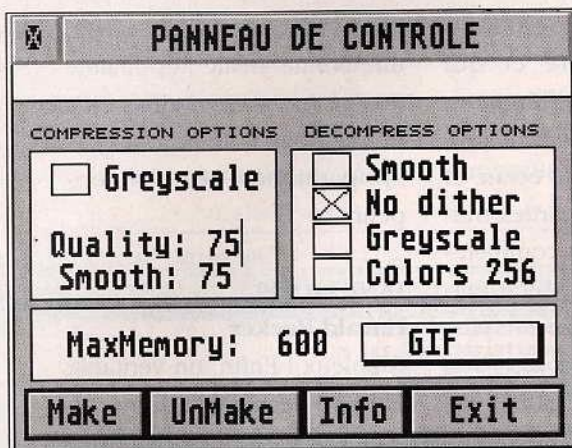 PANNEAU DE CONTROLE
COMPRESSION OPTIONS
Greyscale
Quality: 75
Smooth: 75
DECOMPRESS OPTIONS
Smooth
No dither
Greyscale
Colors 256
MaxMemory: 600 GIF
Make UnMake Info Exit